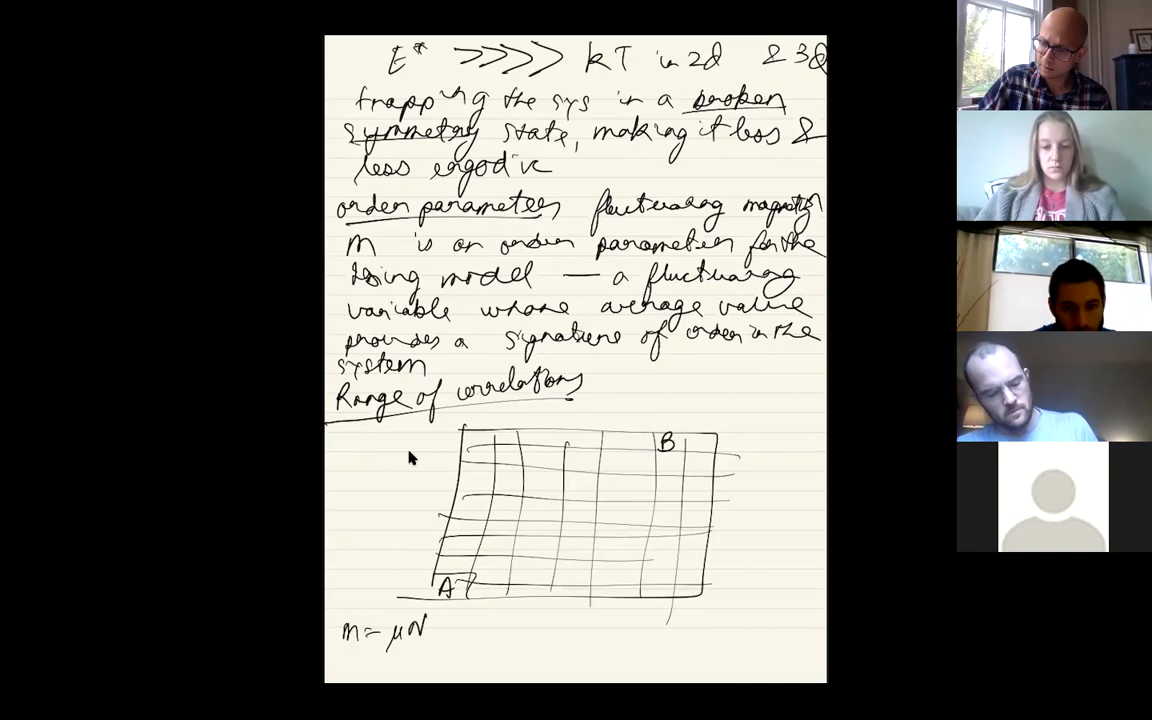 E* >>>> kT in 2d & 3D
trapping the sys in a broken
symmetry state, making it less &
less ergodic
order parameters fluctuating
m is an order parameter for the
Ising model — a fluctuating
variable whose average value
provides a signature of order in the
system
Range of correlations
B
A
m = μN